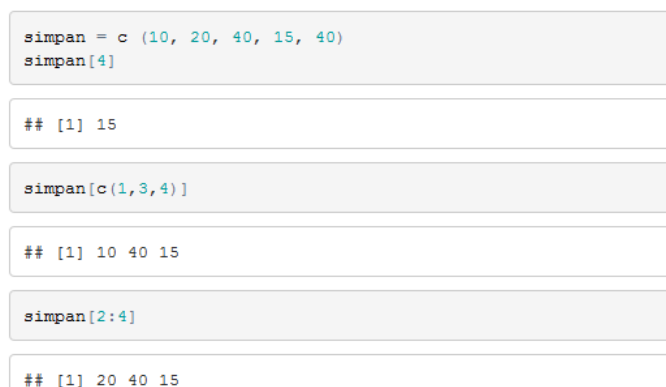 simpan = c (10, 20, 40, 15, 40)
simpan[4]
## [1] 15
simpan[c(1,3,4)]
## [1] 10 40 15
simpan[2:4]
## [1] 20 40 15